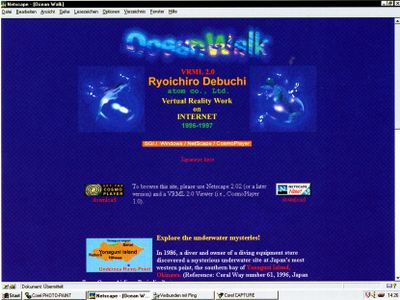 Netscape - [Ocean Walk]
Datei Bearbeiten Ansicht Gehe Lesezeichen Optionen Verzeichnis Fenster Hilfe
OceanWalk
VRML 2.0
Ryoichiro Debuchi
atom co., Ltd.
Vertual Reality Work
on
INTERNET
1996-1997
SGI / Windows / NetScape / CosmoPlayer
Japanese here
GET THE COSMO PLAYER
download
To browse this site, please use Netscape 2.02 (or a later
version) and a VRML 2.0 Viewer (i.e., CosmoPlayer
1.0).
NETSCAPE NOW!
download
Yonaguni Island
Underwater Ruins Point
Explore the underwater mysteries!
In 1986, a diver and owner of a diving equipment store
discovered a mysterious underwater site at Japan's most
western point, the southern bay of Yonaguni Island,
Okinawa. (Reference: Coral Way number 61, 1996, Japan
Dokument: Übermittelt
Start
Corel PHOTO-PAINT
Netscape - [Ocean W...
Verbunden mit Ping
Corel CAPTURE
14:26